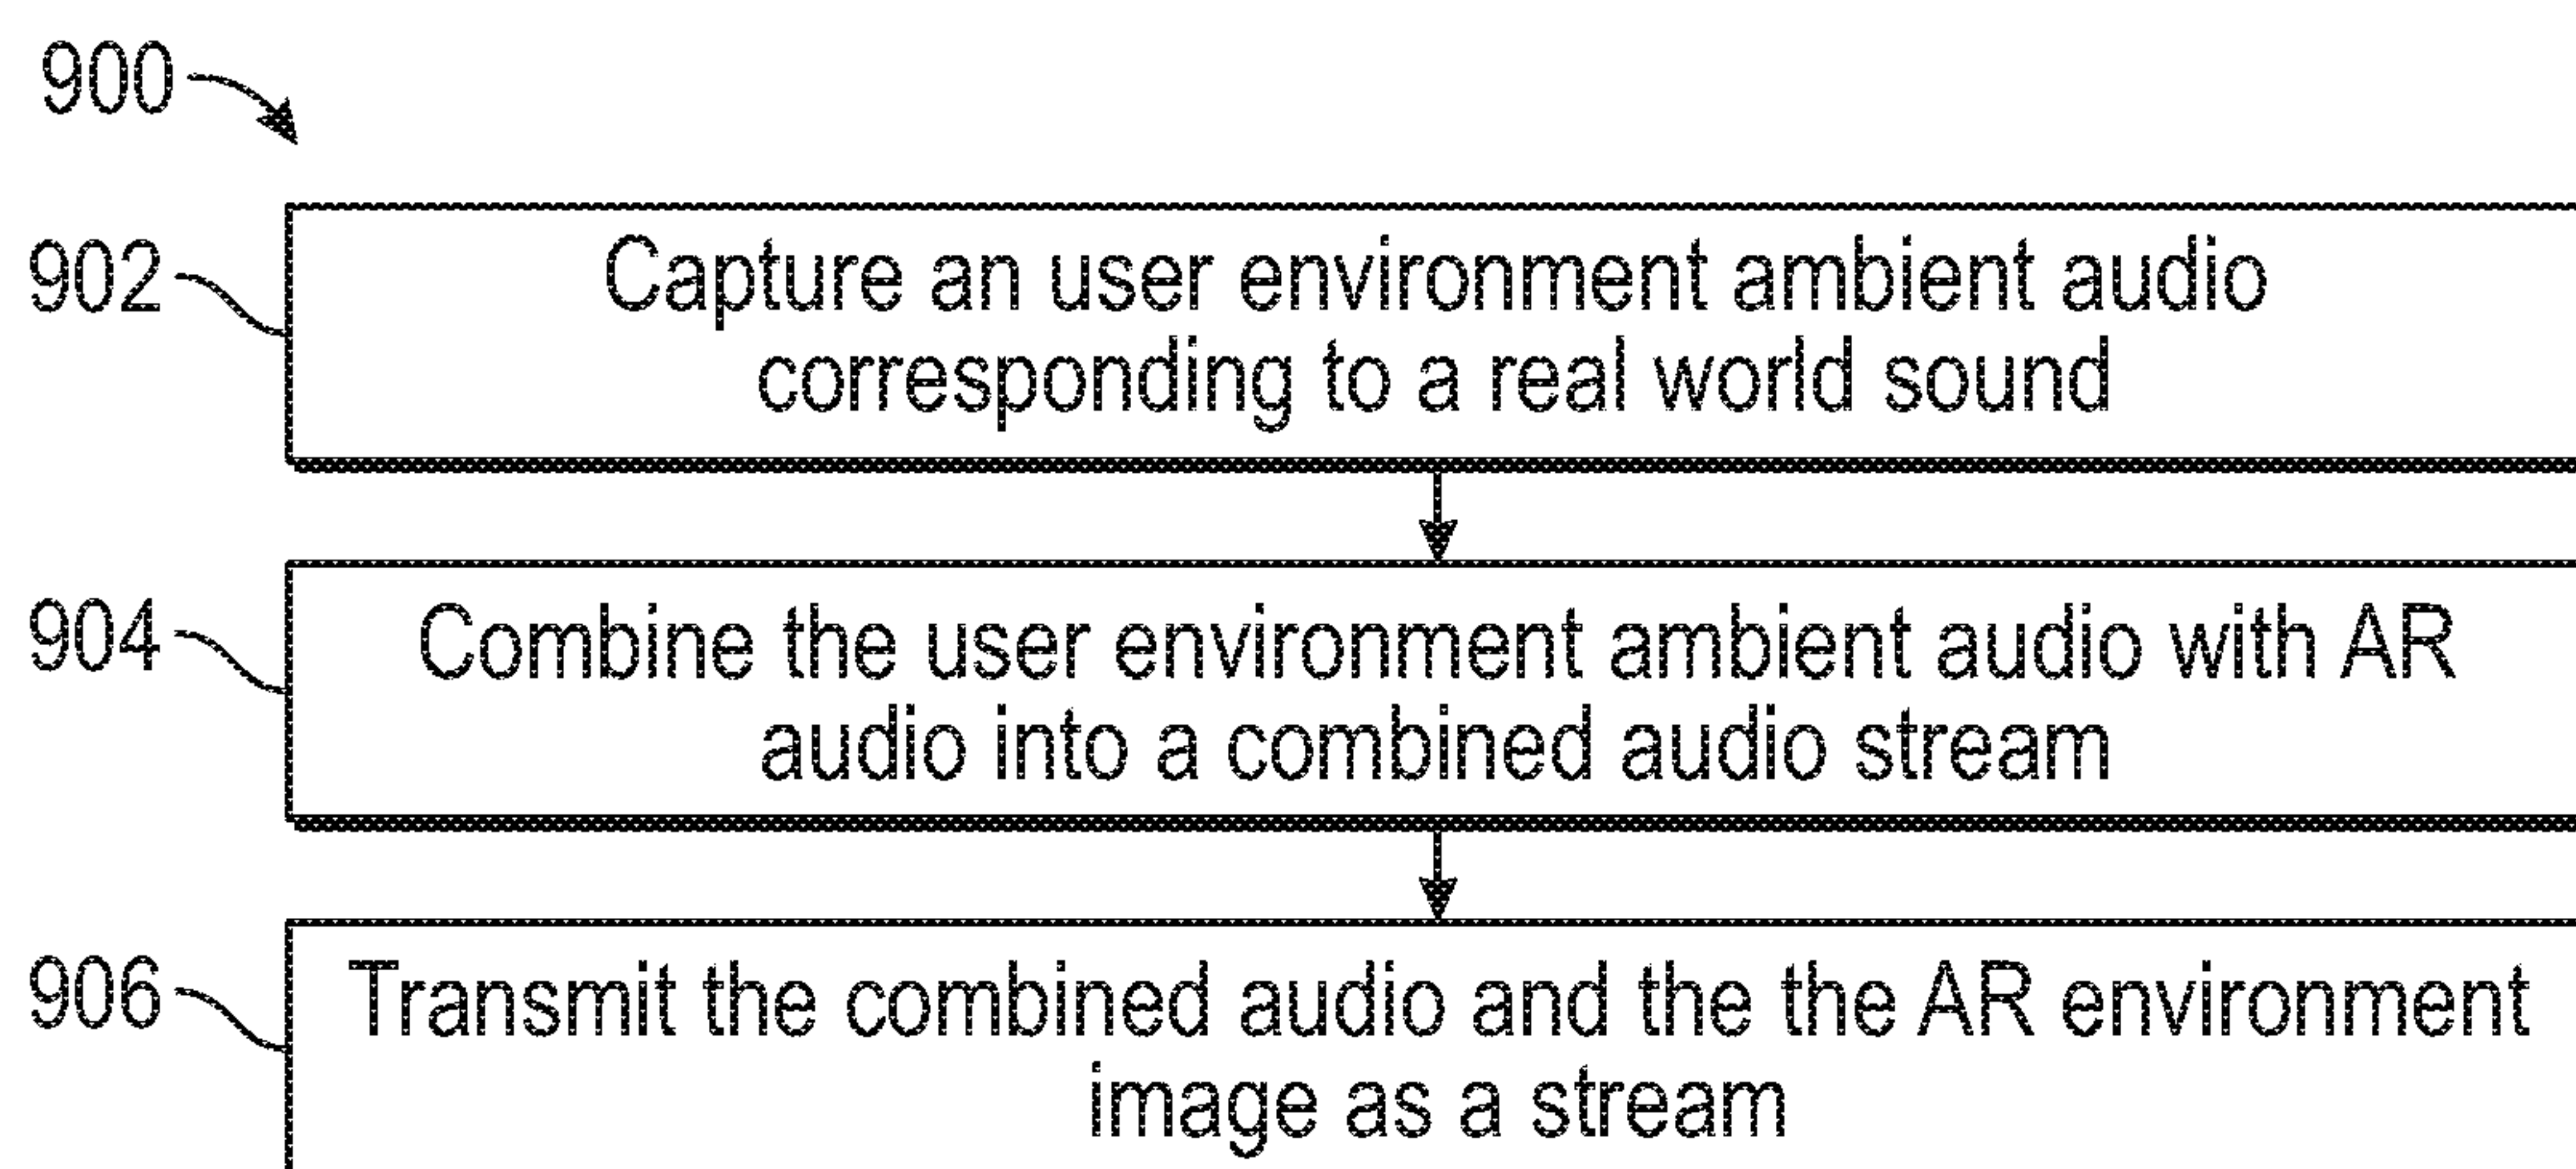 900
902
Capture an user environment ambient audio
corresponding to a real world sound
904
Combine the user environment ambient audio with AR
audio into a combined audio stream
906
Transmit the combined audio and the the AR environment
image as a stream